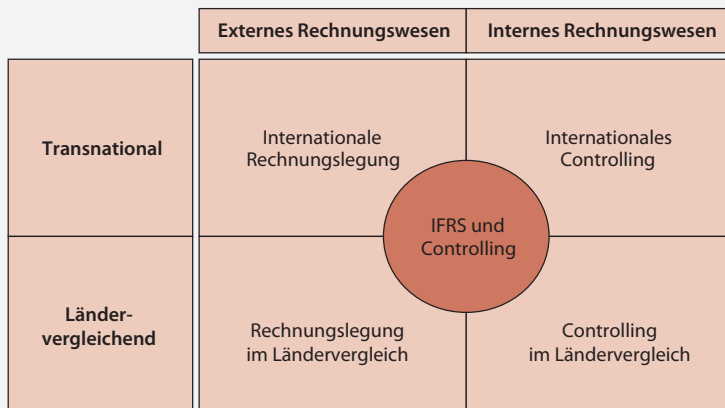 Externes Rechnungswesen
Internes Rechnungswesen
Transnational
Internationale
Rechnungslegung
Internationales
Controlling
IFRS und
Controlling
Länder-
vergleichend
Rechnungslegung
im Ländervergleich
Controlling
im Ländervergleich